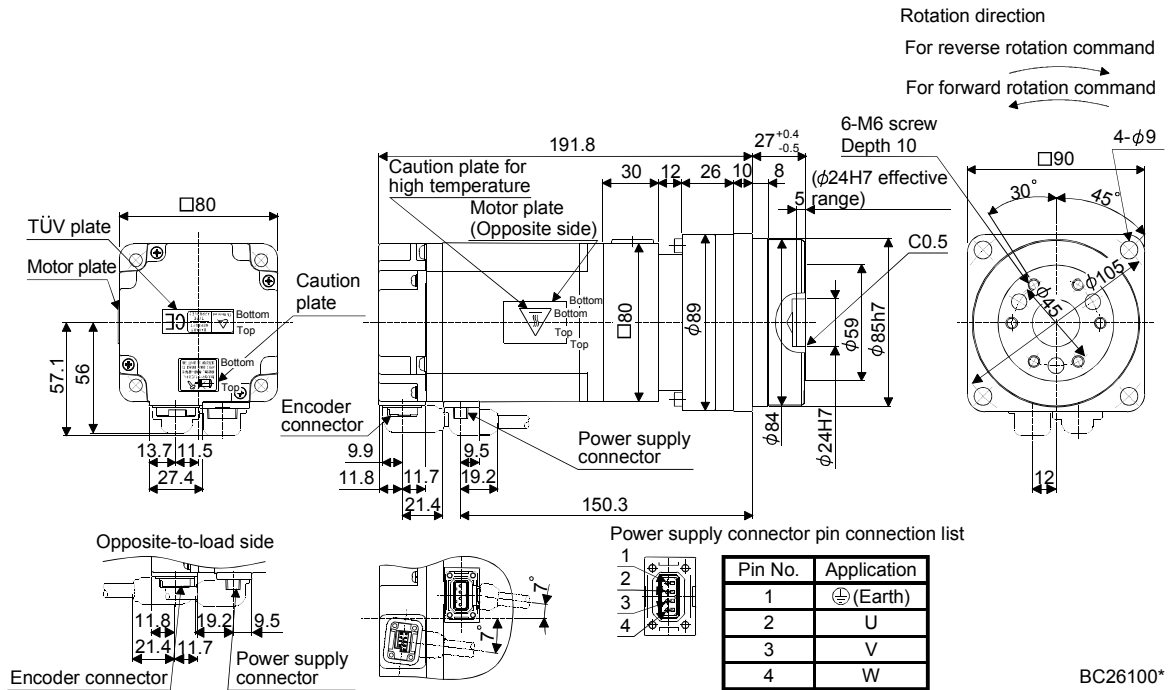 Rotation direction
For reverse rotation command
For forward rotation command
6-M6 screw
Depth 10
4-ϕ9
191.8
27 +0.4 -0.5
□90
Caution plate for
high temperature
30
12
26
10
8
30°
45°
(ϕ24H7 effective
range)
5
□80
Motor plate
(Opposite side)
TÜV plate
C0.5
Motor plate
Caution
plate
Bottom
Top
Bottom
Top
Bottom
Bottom
Top
Top
□80
ϕ89
ϕ59
ϕ85h7
ϕ105
ϕ45
57.1
56
Encoder
connector
Power supply
connector
ϕ84
ϕ24H7
13.7
11.5
27.4
9.9
11.8
11.7
21.4
9.5
19.2
150.3
12
Opposite-to-load side
Power supply connector pin connection list
1
2
3
4
Pin No. Application
1 ⏚ (Earth)
2 U
3 V
4 W
7°
7°
11.8
19.2
9.5
21.4
11.7
Encoder connector
Power supply
connector
BC26100*